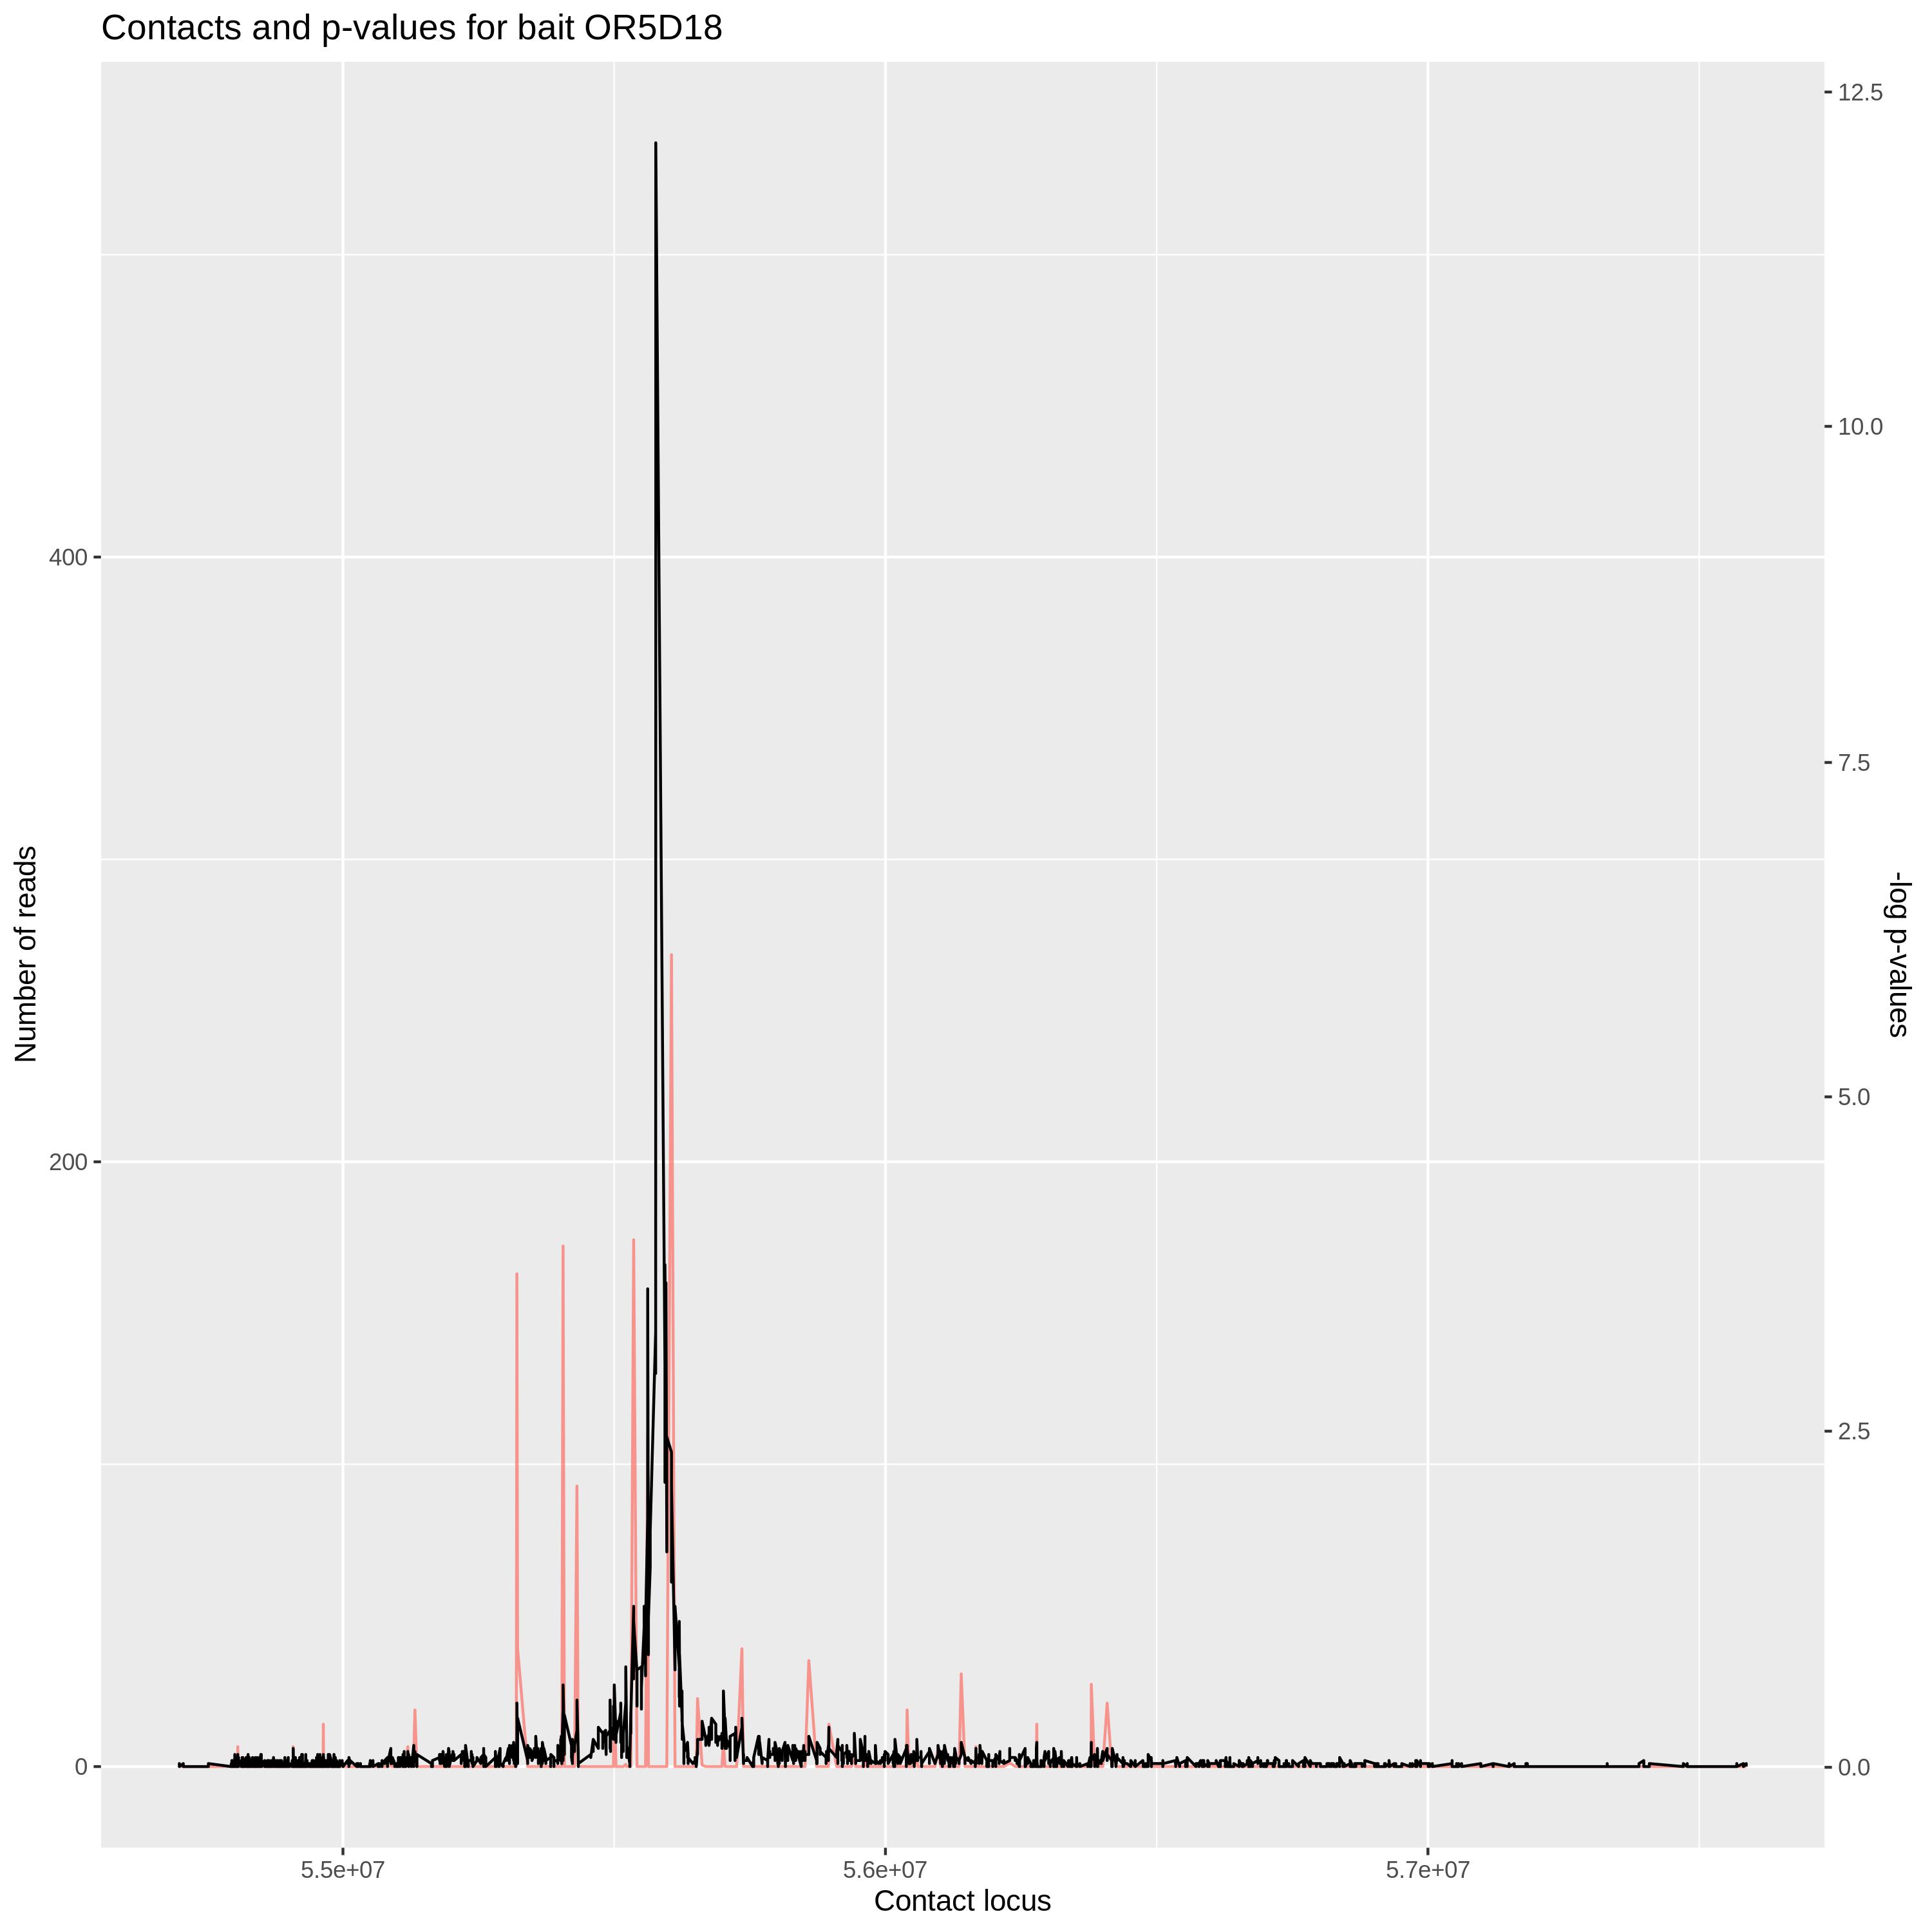 Contacts and p-values for bait OR5D18
12.5
10.0
400
7.5
Number of reads
-log p-values
5.0
200
2.5
0
0.0
5.5e+07
5.6e+07
5.7e+07
Contact locus